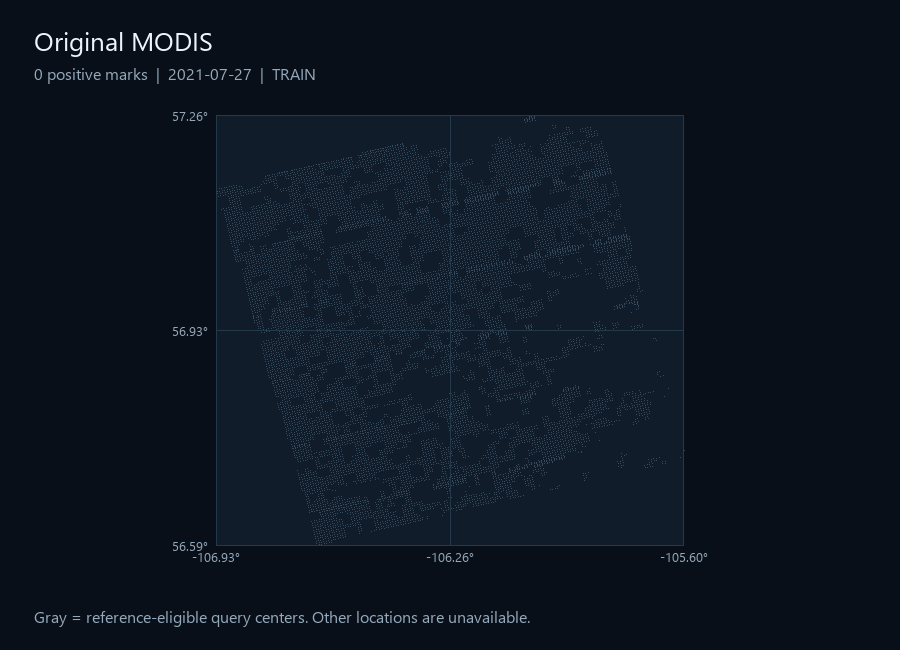 Original MODIS
0 positive marks | 2021-07-27 | TRAIN
57.26°
56.93°
56.59°
-106.93°
-106.26°
-105.60°
Gray = reference-eligible query centers. Other locations are unavailable.